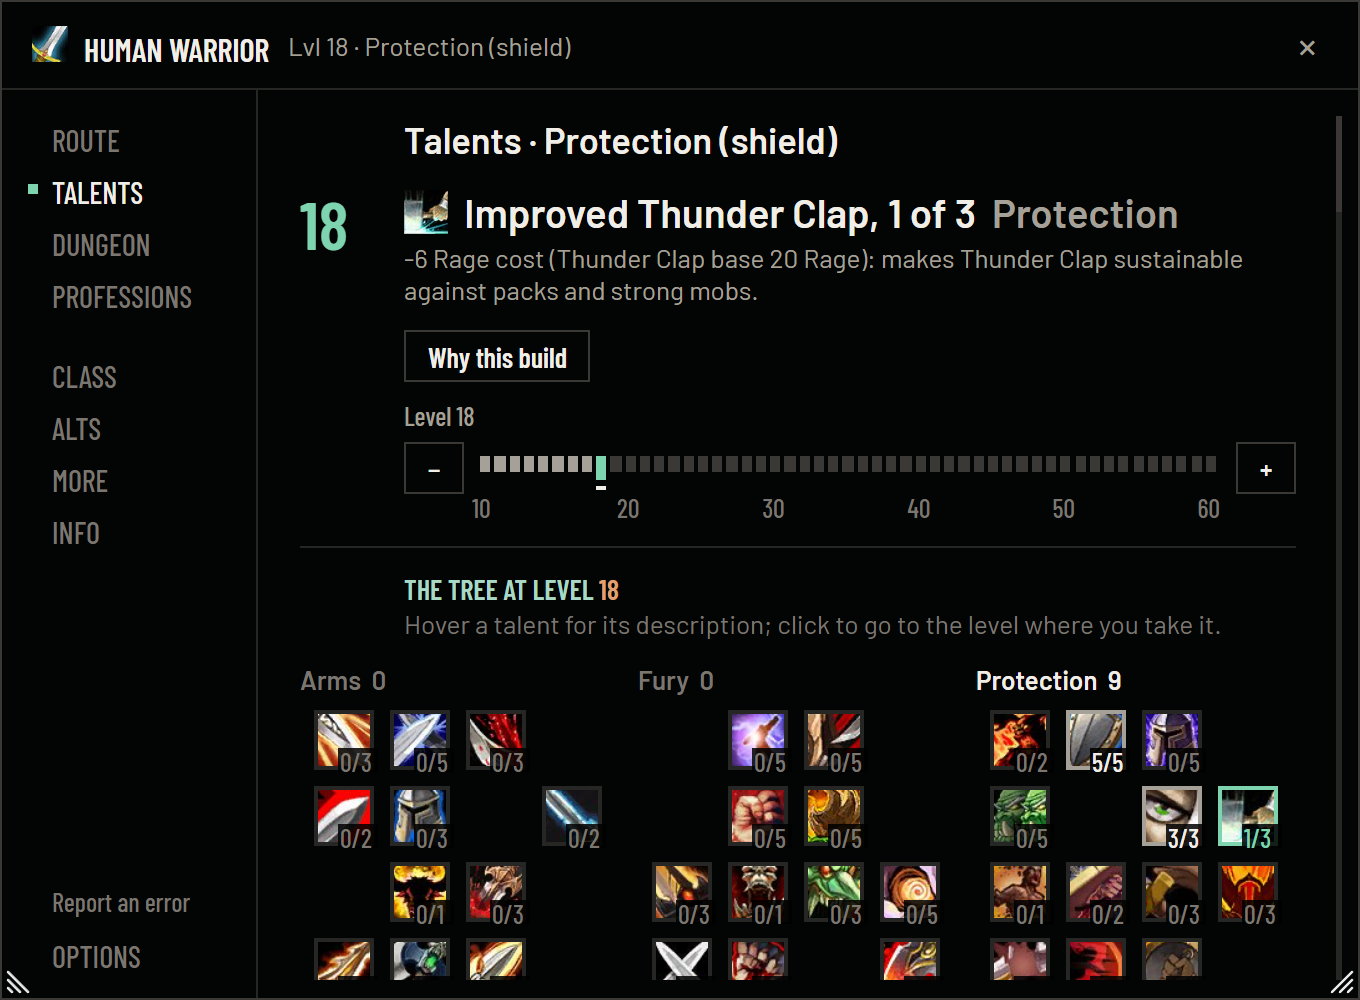 HUMAN WARRIOR Lvl 18 · Protection (shield)
ROUTE
TALENTS
DUNGEON
PROFESSIONS
CLASS
ALTS
MORE
INFO
Report an error
OPTIONS
Talents · Protection (shield)
18
Improved Thunder Clap, 1 of 3 Protection
-6 Rage cost (Thunder Clap base 20 Rage): makes Thunder Clap sustainable
against packs and strong mobs.
Why this build
Level 18
− +
10 20 30 40 50 60
THE TREE AT LEVEL 18
Hover a talent for its description; click to go to the level where you take it.
Arms 0 Fury 0 Protection 9
0/3 0/5 0/3 0/5 0/5 0/2 5/5 0/5
0/2 0/3 0/2 0/5 0/5 0/5 3/3 1/3
0/1 0/3 0/3 0/1 0/3 0/5 0/1 0/2 0/3 0/3